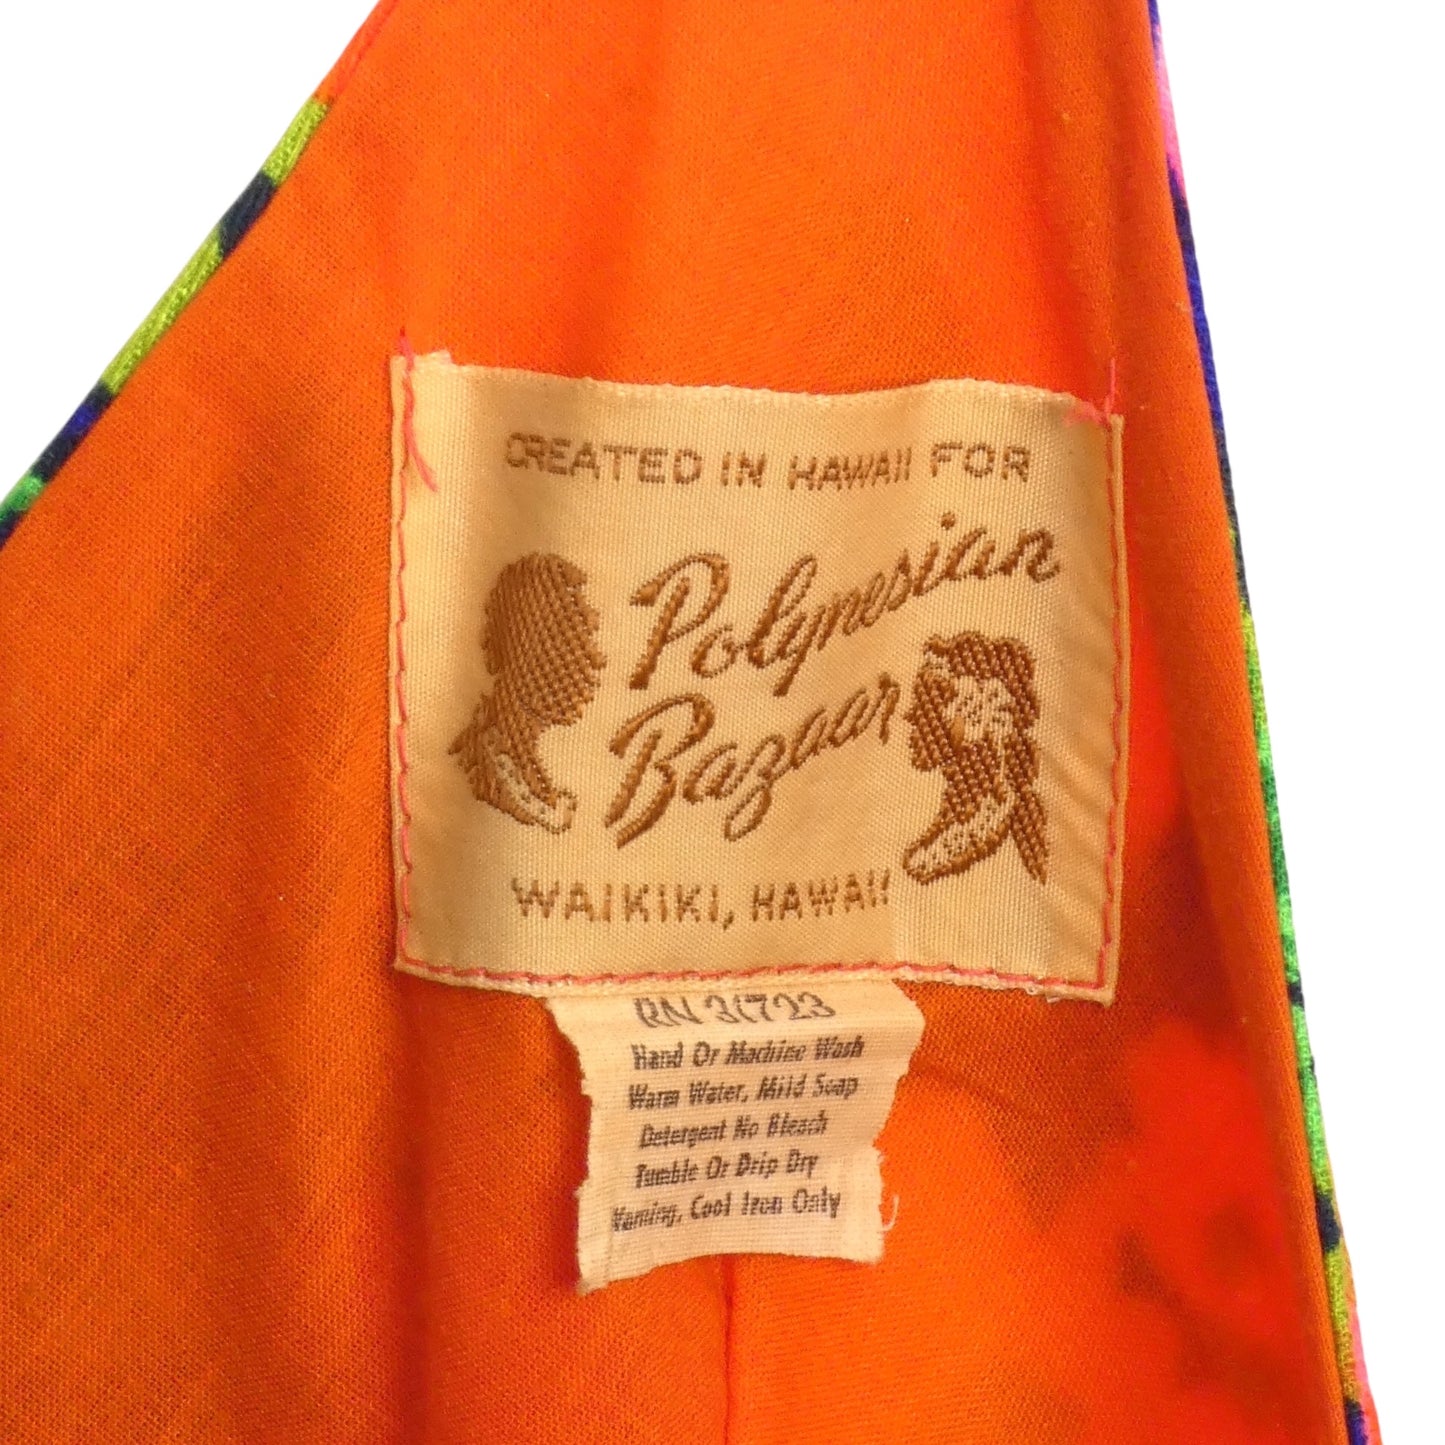 CREATED IN HAWAII FOR
Polynesian
Bazaar
WAIKIKI, HAWAII
RN 31723
Hand Or Machine Wash
Warm Water, Mild Soap
Detergent No Bleach
Tumble Or Drip Dry
Warning, Cool Iron Only